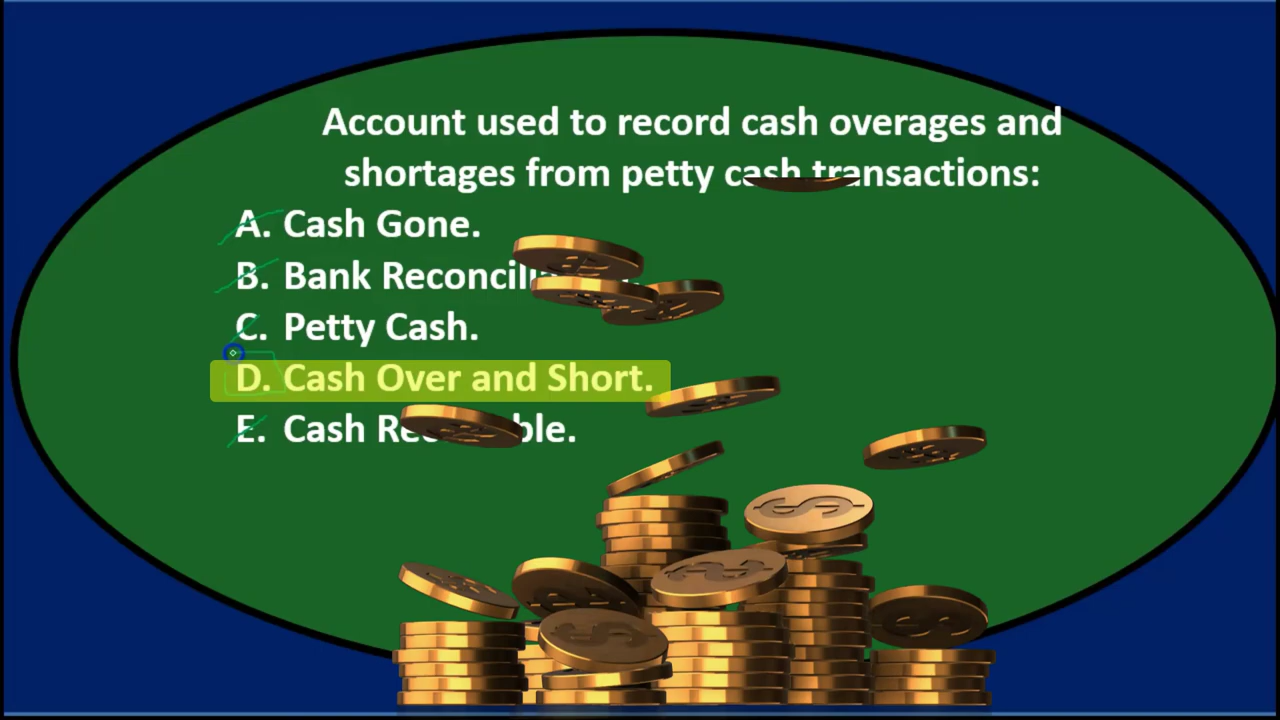 Account used to record cash overages and
shortages from petty cash transactions:
A. Cash Gone.
B. Bank
C. Petty Cash.
D. Cash Over and Short.
E. Cash